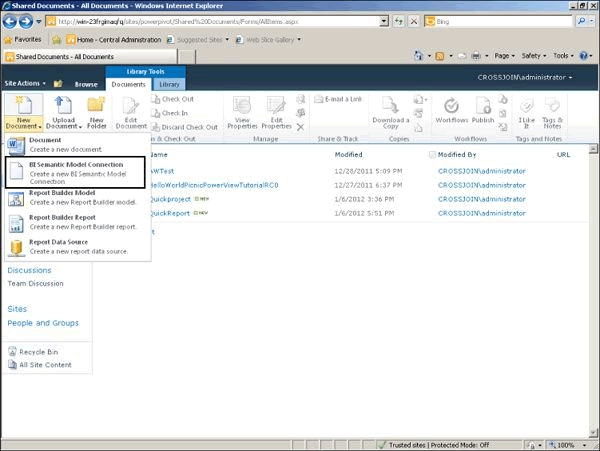 Shared Documents - All Documents - Windows Internet Explorer
http://win-23frgimaqfq/sites/powerpivot/Shared%20Documents/Forms/AllItems.aspx
Bing
Favorites
Home - Central Administration
Suggested Sites
Web Slice Gallery
Shared Documents - All Documents
Page
Safety
Tools
Library Tools
Site Actions
Browse
Documents
Library
CROSSJOIN\administrator
New Document
Upload Document
New Folder
Edit Document
Check Out
Check In
Discard Check Out
View Properties
Edit Properties
E-mail a Link
Download a Copy
Workflows
Publish
I Like It
Tags & Notes
& Check Out
Manage
Share & Track
Copies
Workflows
Tags and Notes
Document
Create a new document.
BI Semantic Model Connection
Create a new BI Semantic Model Connection
Report Builder Model
Create a new Report Builder model.
Report Builder Report
Create a new Report Builder report.
Report Data Source
Create a new report data source.
Name
Modified
Modified By
URL
AWTest
12/28/2011 5:09 PM
CROSSJOIN\administrator
HelloWorldPicnicPowerViewTutorialRC0
12/27/2012 6:37 PM
CROSSJOIN\administrator
Quickproject
NEW
1/6/2012 3:36 PM
CROSSJOIN\administrator
QuickReport
NEW
1/6/2012 5:51 PM
CROSSJOIN\administrator
Discussions
Team Discussion
Sites
People and Groups
Recycle Bin
All Site Content
Trusted sites | Protected Mode: Off
100%